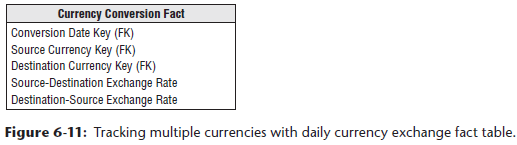 Currency Conversion Fact
Conversion Date Key (FK)
Source Currency Key (FK)
Destination Currency Key (FK)
Source-Destination Exchange Rate
Destination-Source Exchange Rate
Figure 6-11: Tracking multiple currencies with daily currency exchange fact table.